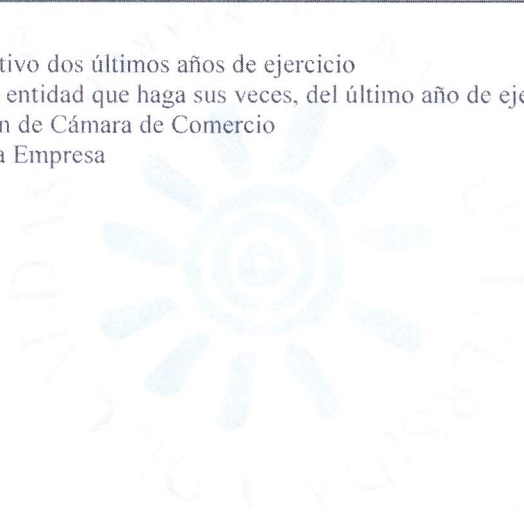 tivo dos últimos años de ejercicio
entidad que haga sus veces, del último año de eje
n de Cámara de Comercio
a Empresa